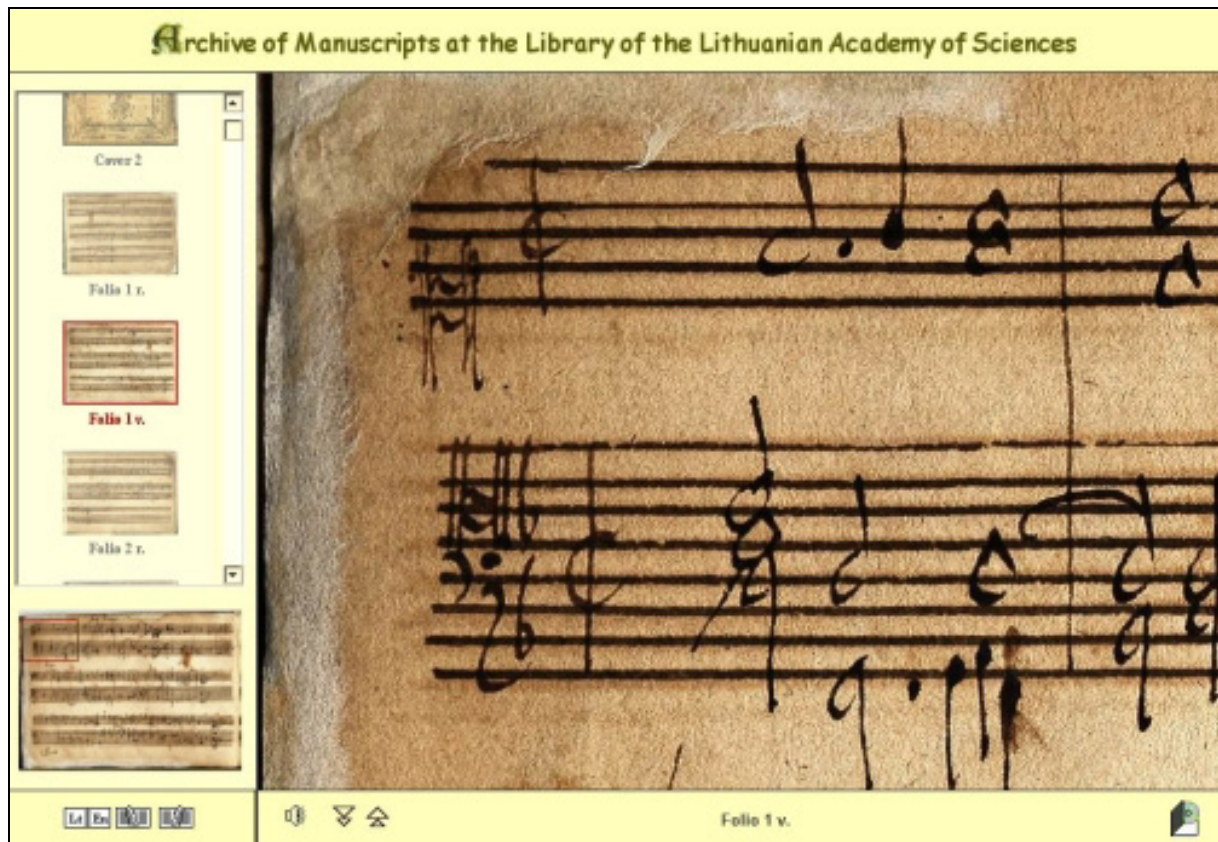 Archive of Manuscripts at the Library of the Lithuanian Academy of Sciences
Cover 2
Folio 1 r.
Folio 1 v.
Folio 2 r.
Lt En
Folio 1 v.